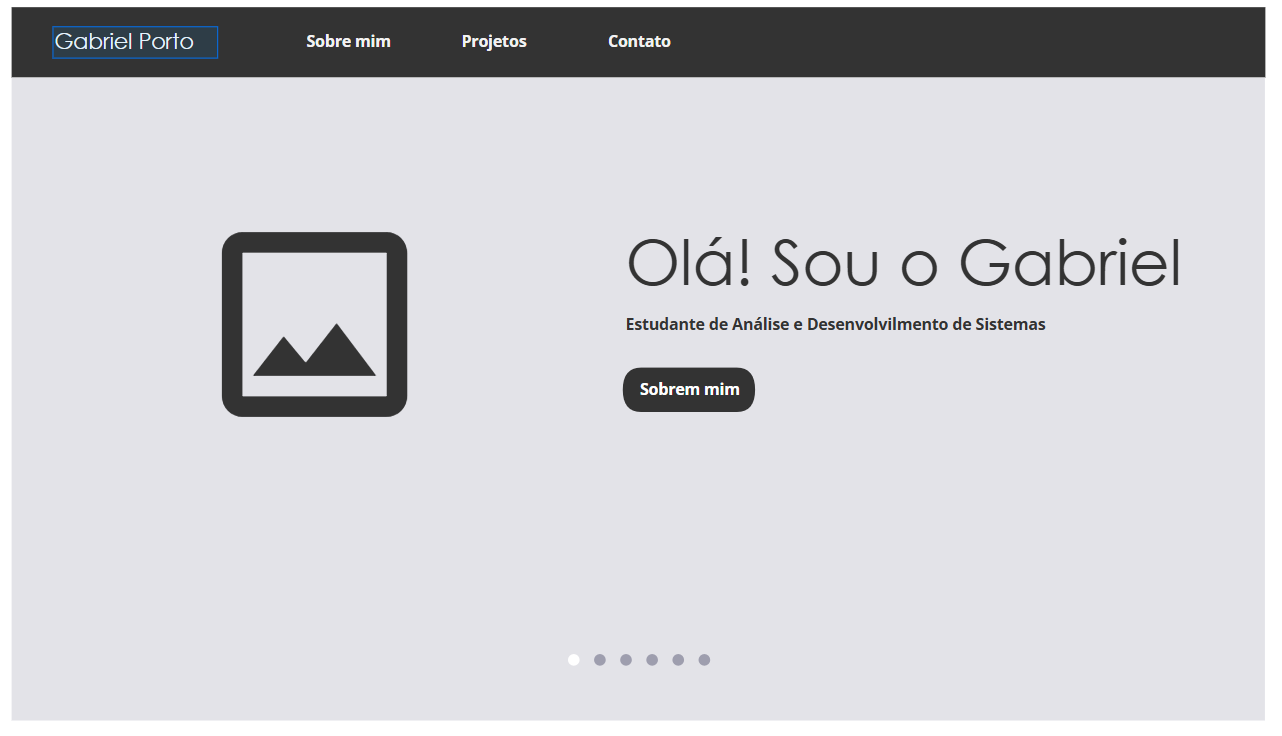 Gabriel Porto
Sobre mim
Projetos
Contato
Olá! Sou o Gabriel
Estudante de Análise e Desenvolvilmento de Sistemas
Sobrem mim